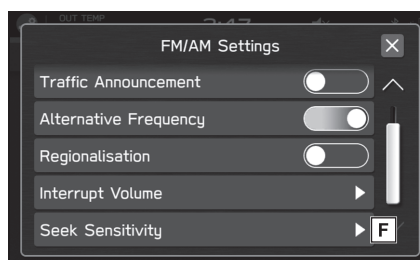 OUT TEMP
FM/AM Settings
Traffic Announcement
Alternative Frequency
Regionalisation
Interrupt Volume
Seek Sensitivity
F